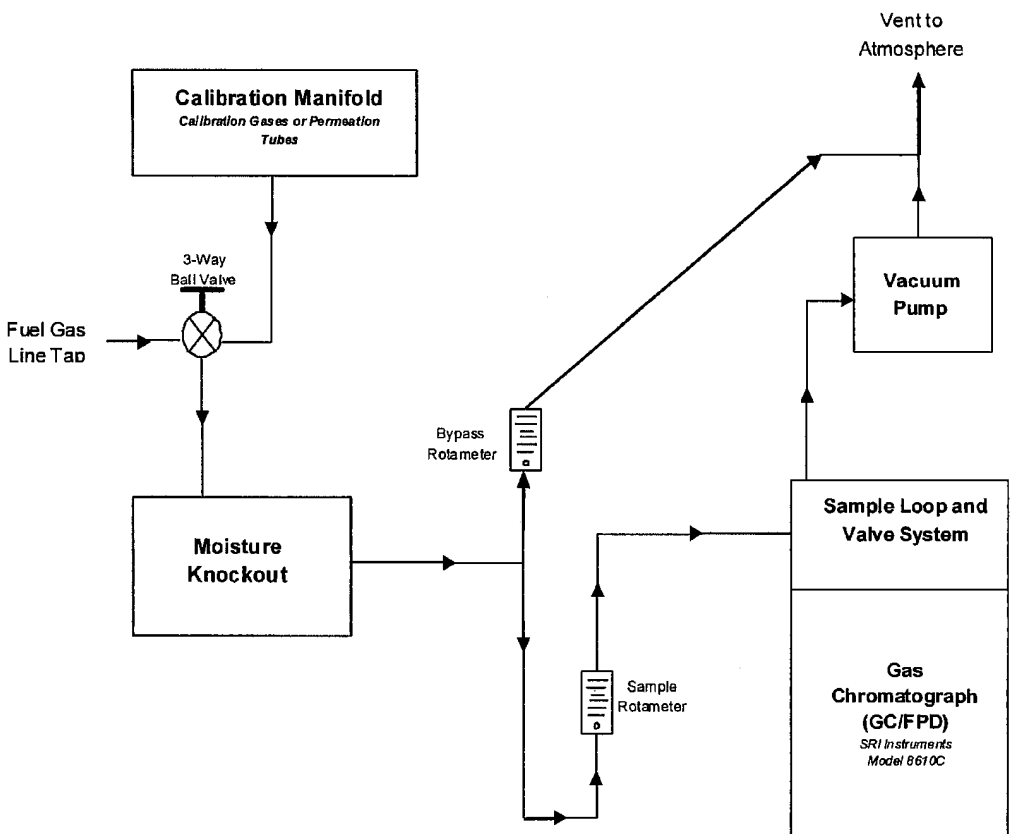 Vent to
Atmosphere
Calibration Manifold
Calibration Gases or Permeation
Tubes
3-Way
Ball Valve
Fuel Gas
Line Tap
Vacuum
Pump
Bypass
Rotameter
Sample Loop and
Valve System
Moisture
Knockout
Sample
Rotameter
Gas
Chromatograph
(GC/FPD)
SRI Instruments
Model 8610C